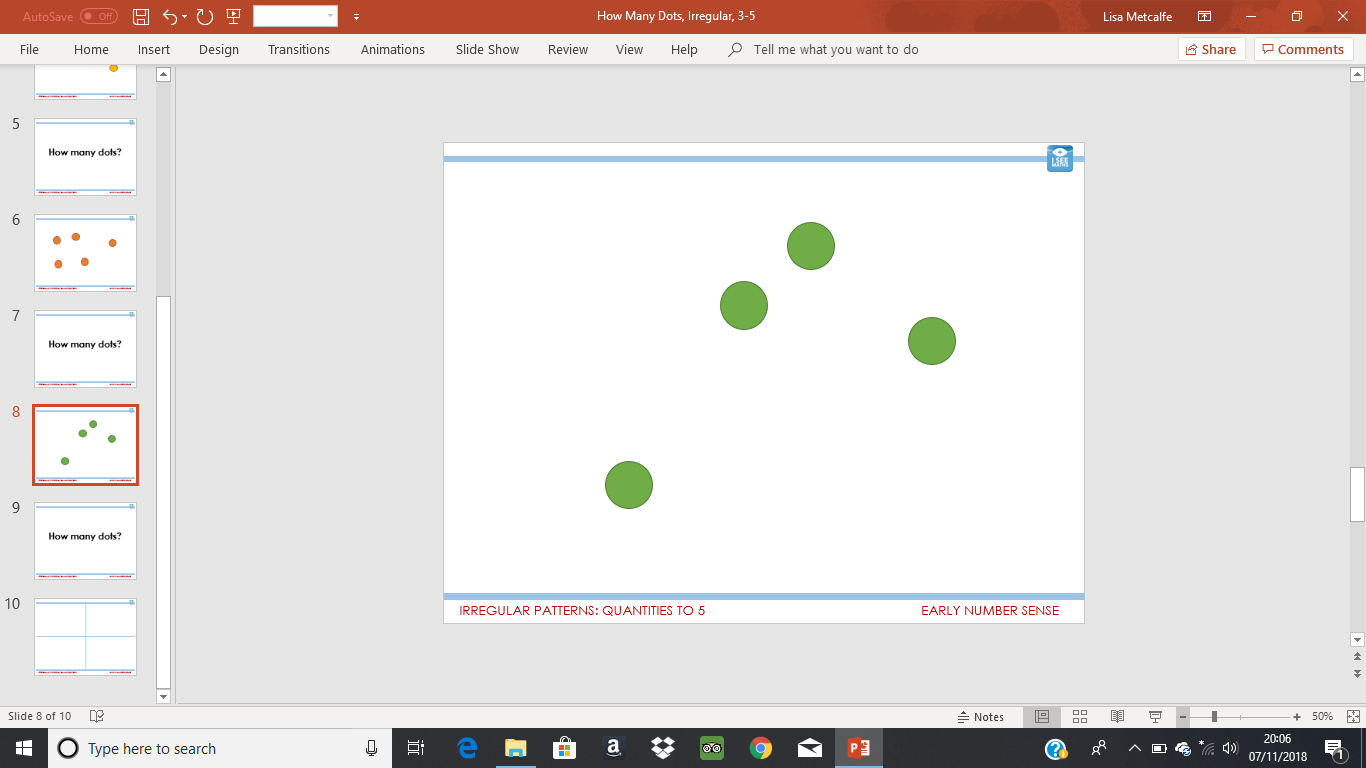 AutoSave Off
How Many Dots, Irregular, 3-5
Lisa Metcalfe
File Home Insert Design Transitions Animations Slide Show Review View Help Tell me what you want to do
Share Comments
5
How many dots?
6
7
How many dots?
8
9
How many dots?
10
I SEE
MATHS
IRREGULAR PATTERNS: QUANTITIES TO 5 EARLY NUMBER SENSE
Slide 8 of 10
Notes
50%
Type here to search
20:06
07/11/2018
1